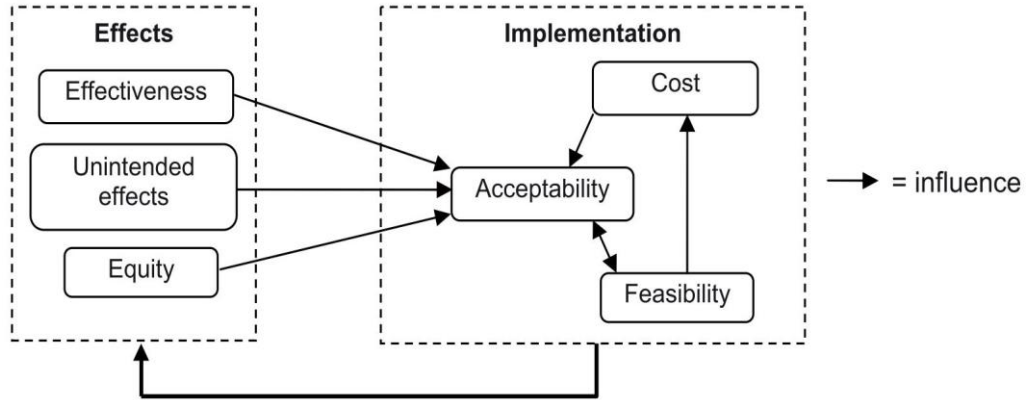 Effects
Effectiveness
Unintended
effects
Equity
Implementation
Cost
Acceptability
Feasibility
= influence